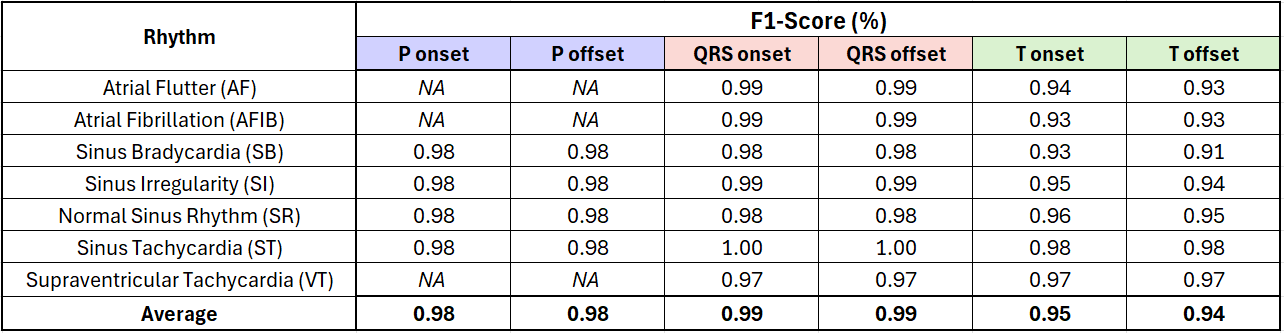 Rhythm F1-Score (%)
P onset P offset QRS onset QRS offset T onset T offset
Atrial Flutter (AF) NA NA 0.99 0.99 0.94 0.93
Atrial Fibrillation (AFIB) NA NA 0.99 0.99 0.93 0.93
Sinus Bradycardia (SB) 0.98 0.98 0.98 0.98 0.93 0.91
Sinus Irregularity (SI) 0.98 0.98 0.99 0.99 0.95 0.94
Normal Sinus Rhythm (SR) 0.98 0.98 0.98 0.98 0.96 0.95
Sinus Tachycardia (ST) 0.98 0.98 1.00 1.00 0.98 0.98
Supraventricular Tachycardia (VT) NA NA 0.97 0.97 0.97 0.97
Average 0.98 0.98 0.99 0.99 0.95 0.94